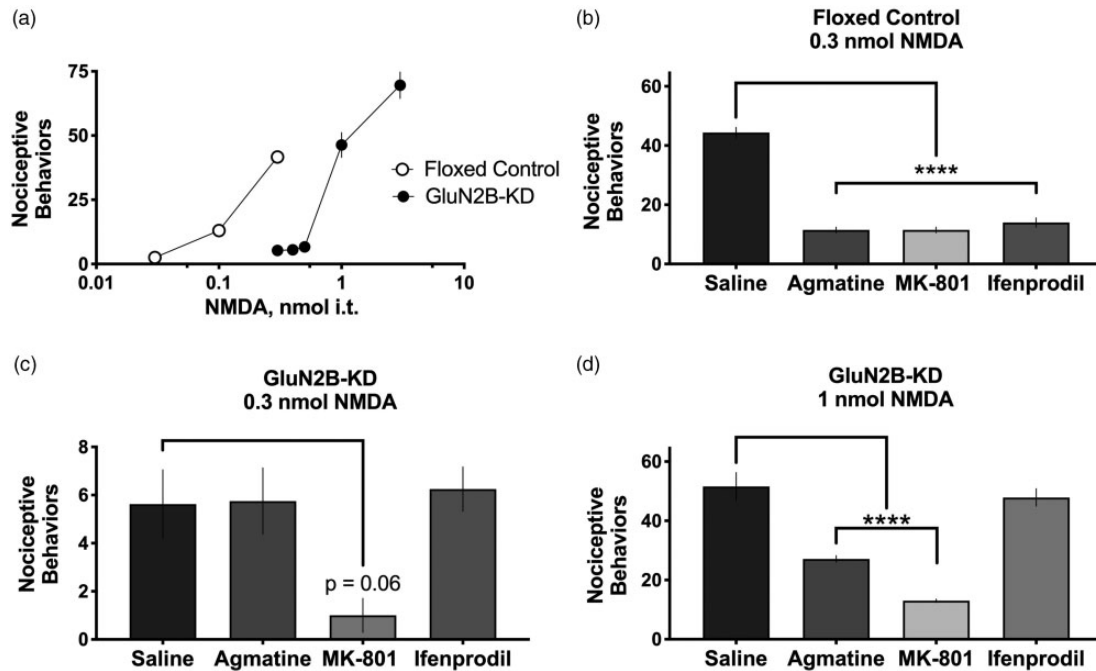 (a)
Nociceptive
Behaviors
75
50
25
0
0.01
0.1
1
10
NMDA, nmol i.t.
Floxed Control
GluN2B-KD
(b)
Floxed Control
0.3 nmol NMDA
Nociceptive
Behaviors
60
40
20
0
****
Saline Agmatine MK-801 Ifenprodil
(c)
GluN2B-KD
0.3 nmol NMDA
Nociceptive
Behaviors
8
6
4
2
0
p = 0.06
Saline Agmatine MK-801 Ifenprodil
(d)
GluN2B-KD
1 nmol NMDA
Nociceptive
Behaviors
60
40
20
0
****
Saline Agmatine MK-801 Ifenprodil